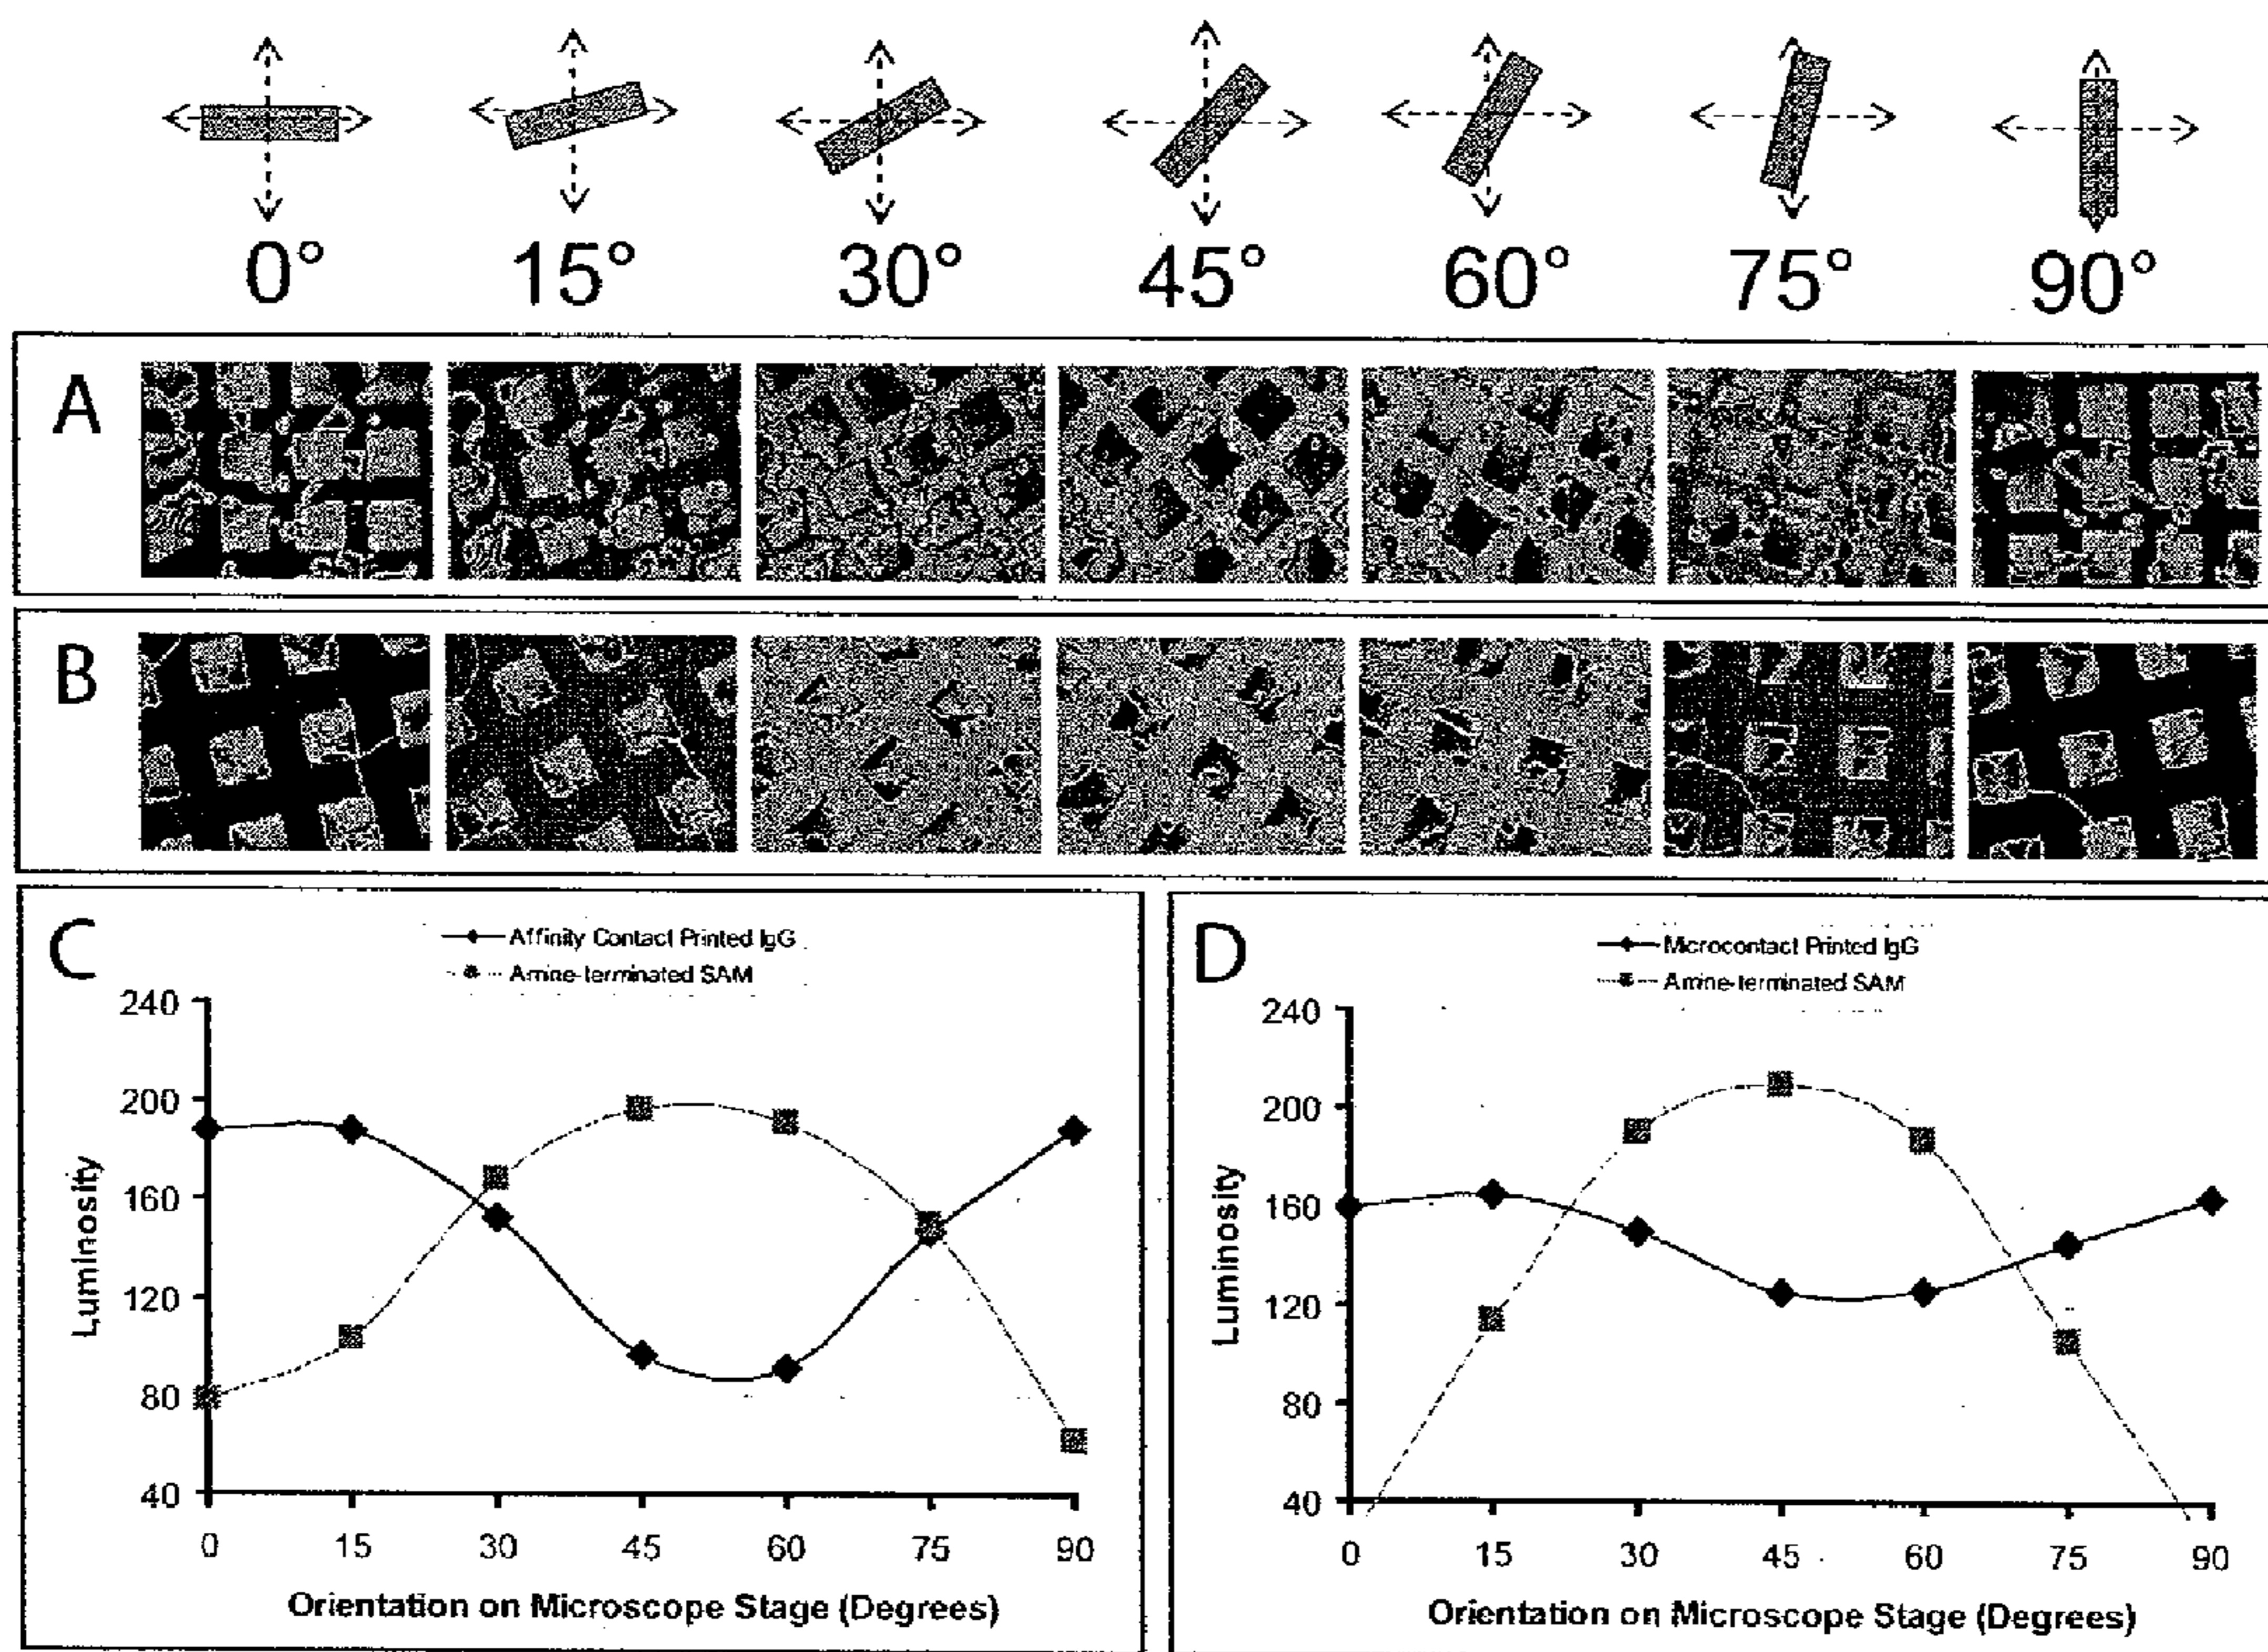 0° 15° 30° 45° 60° 75° 90°
A
B
C
Affinity Contact Printed IgG
Amine-terminated SAM
240
200
160
120
80
40
Luminosity
0 15 30 45 60 75 90
Orientation on Microscope Stage (Degrees)
D
Microcontact Printed IgG
Amine-terminated SAM
240
200
160
120
80
40
Luminosity
0 15 30 45 60 75 90
Orientation on Microscope Stage (Degrees)